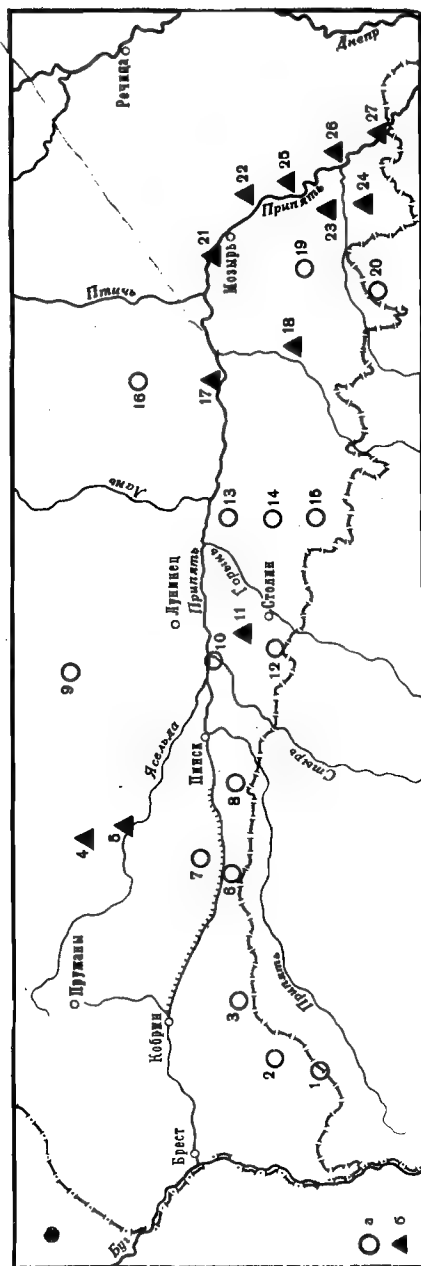 Буг
Брест
Кобрин
Пружаны
Ясельда
Пинск
Припять
Стырь
Лунинец
Припять
Горынь
Столин
Лань
Птичь
Мозырь
Припять
Речица
Днепр
1
2
3
4
5
6
7
8
9
10
11
12
13
14
15
16
17
18
19
20
21
22
23
24
25
26
27
а
б